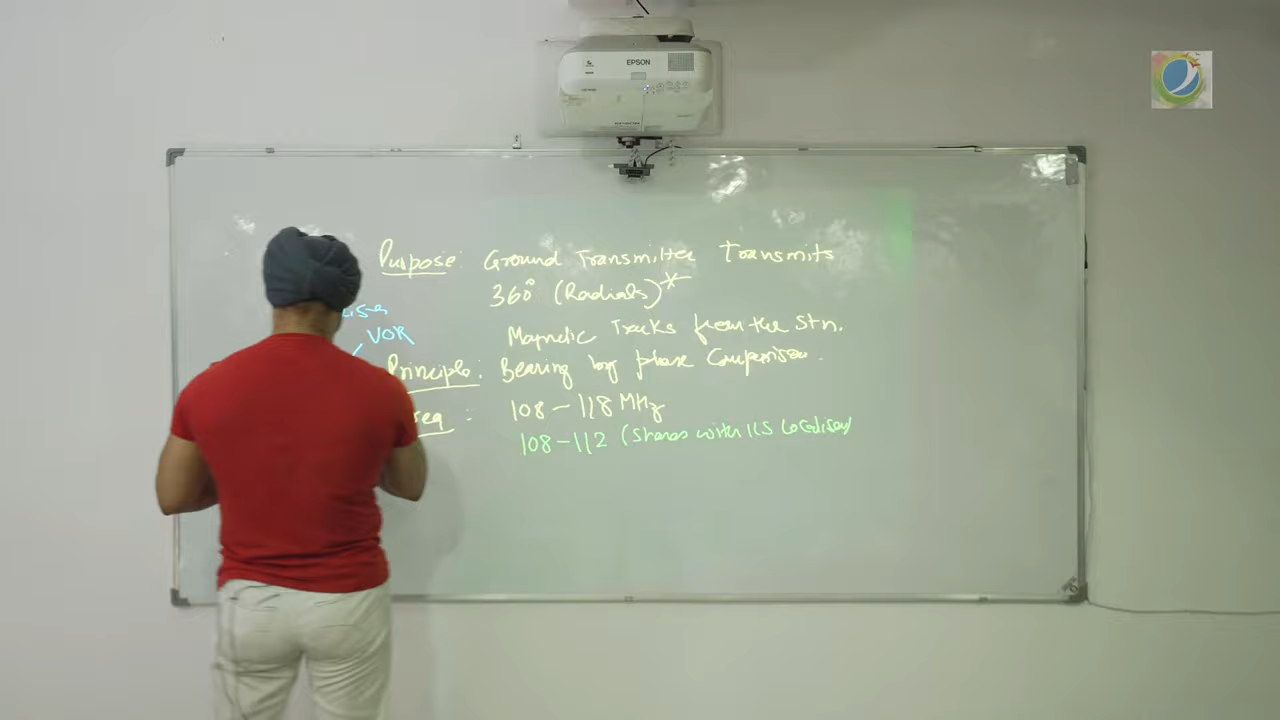 EPSON
Purpose: Ground Transmitter Transmits
360° (Radials)*
Magnetic Tracks from the Stn.
VOR
Principle: Bearing by phase Comparison.
: 108 - 118 MHz
108-112 (Shares with ILS Localiser)